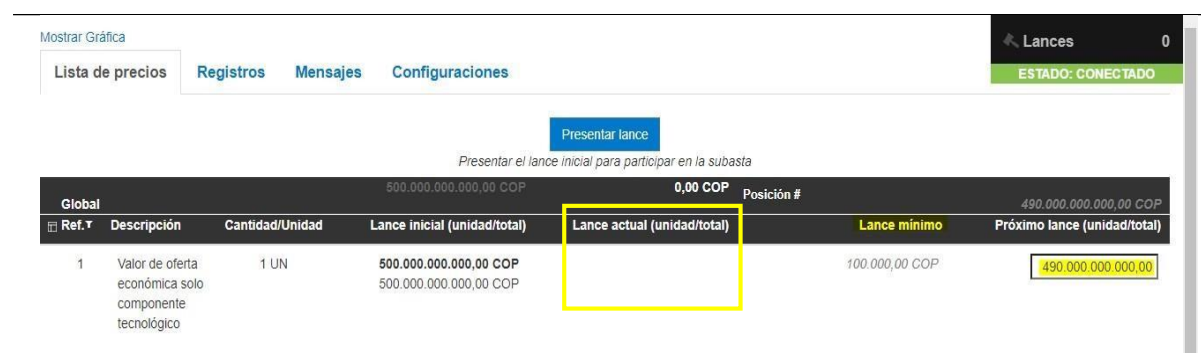 Mostrar Gráfica
Lances 0
Lista de precios Registros Mensajes Configuraciones
ESTADO: CONECTADO
Presentar lance
Presentar el lance inicial para participar en la subasta
500.000.000.000,00 COP 0,00 COP Posición #
Global 490.000.000.000,00 COP
Ref. Descripción Cantidad/Unidad Lance inicial (unidad/total) Lance actual (unidad/total) Lance mínimo Próximo lance (unidad/total)
1 Valor de oferta 1 UN 500.000.000.000,00 COP 100.000,00 COP 490.000.000.000,00
económica solo 500.000.000.000,00 COP
componente
tecnológico